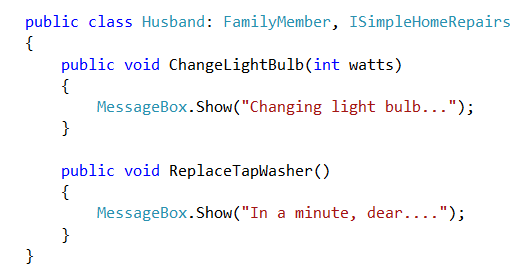 public class Husband: FamilyMember, ISimpleHomeRepairs
{
    public void ChangeLightBulb(int watts)
    {
        MessageBox.Show("Changing light bulb...");
    }

    public void ReplaceTapWasher()
    {
        MessageBox.Show("In a minute, dear....");
    }
}